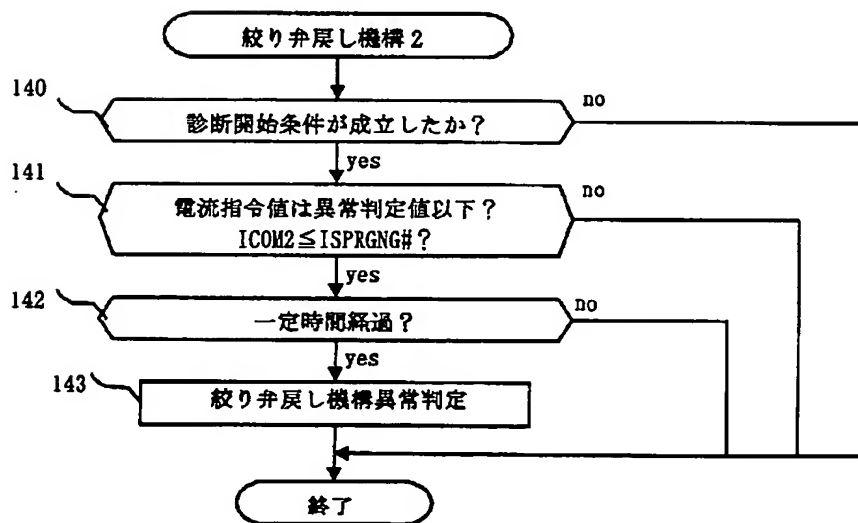 絞り弁戻し機構2
140
no
診断開始条件が成立したか?
yes
141
no
電流指令値は異常判定値以下?
ICOM2≦ISPRGNG#?
yes
142
no
一定時間経過?
yes
143
絞り弁戻し機構異常判定
終了